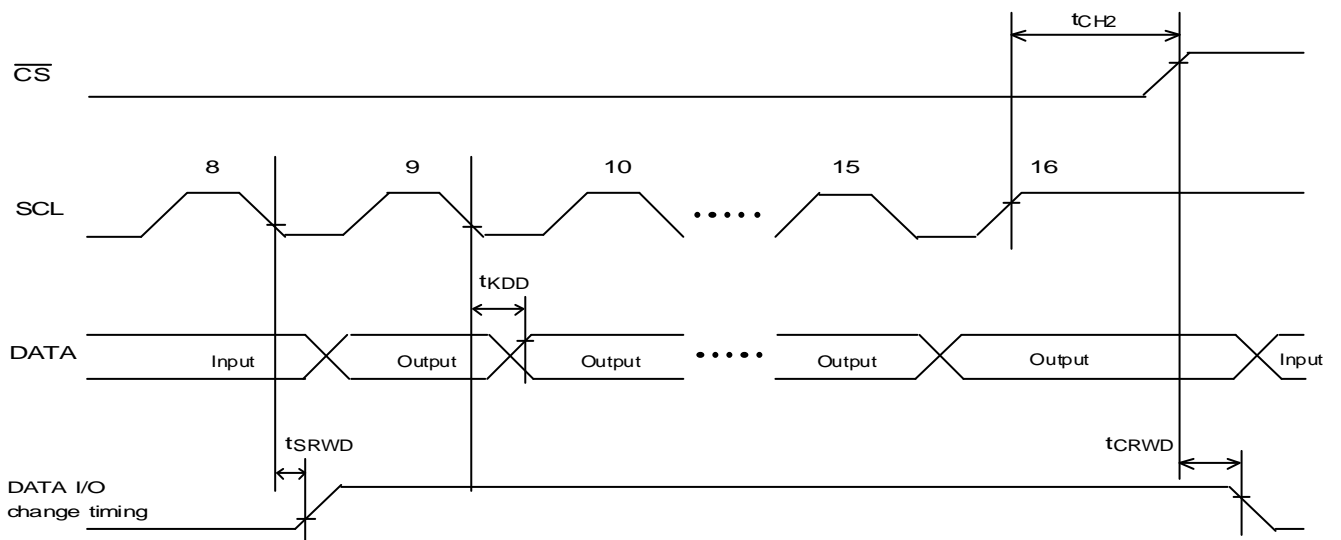 tCH2
CS
8 9 10 15 16
SCL
tKDD
DATA
Input Output Output Output Output Input
tSRWD
tCRWD
DATA I/O
change timing